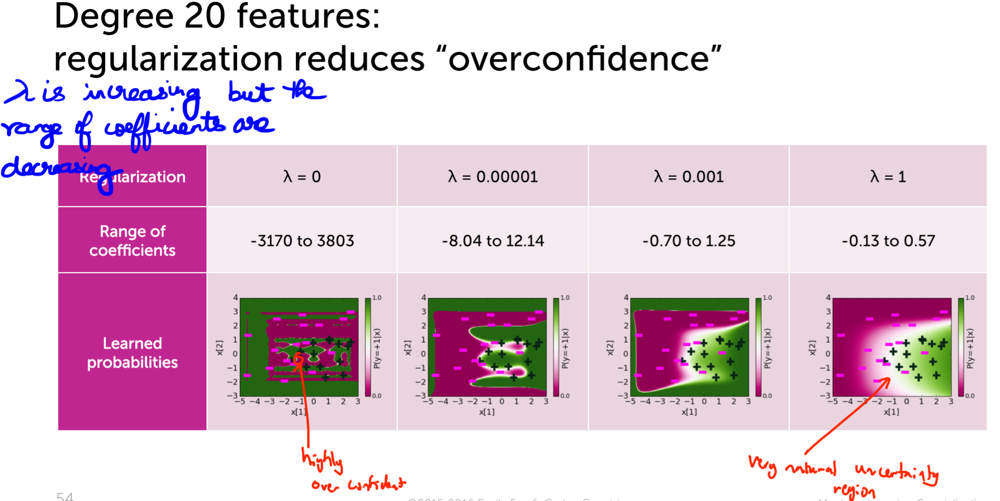 Degree 20 features:
regularization reduces “overconfidence”
λ is increasing but the
range of coefficients are
decreasing
Regularization
λ = 0
λ = 0.00001
λ = 0.001
λ = 1
Range of
coefficients
-3170 to 3803
-8.04 to 12.14
-0.70 to 1.25
-0.13 to 0.57
Learned
probabilities
4
3
2
1
0
−1
−2
−3
−5 −4 −3 −2 −1 0 1 2 3
x[1]
x[2]
1.0
0.0
P(y=+1|x)
4
3
2
1
0
−1
−2
−3
−5 −4 −3 −2 −1 0 1 2 3
x[1]
x[2]
1.0
0.0
P(y=+1|x)
4
3
2
1
0
−1
−2
−3
−5 −4 −3 −2 −1 0 1 2 3
x[1]
x[2]
1.0
0.0
P(y=+1|x)
4
3
2
1
0
−1
−2
−3
−5 −4 −3 −2 −1 0 1 2 3
x[1]
x[2]
1.0
0.0
P(y=+1|x)
highly
over confident
very natural uncertainty
region
54